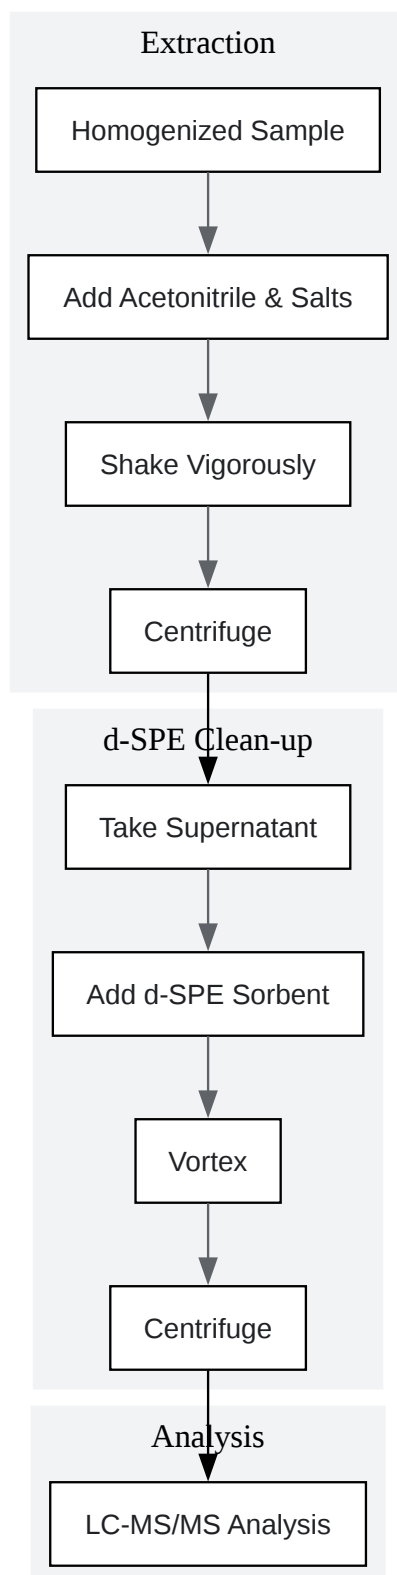 Extraction
Homogenized Sample
Add Acetonitrile & Salts
Shake Vigorously
Centrifuge
d-SPE Clean-up
Take Supernatant
Add d-SPE Sorbent
Vortex
Centrifuge
Analysis
LC-MS/MS Analysis